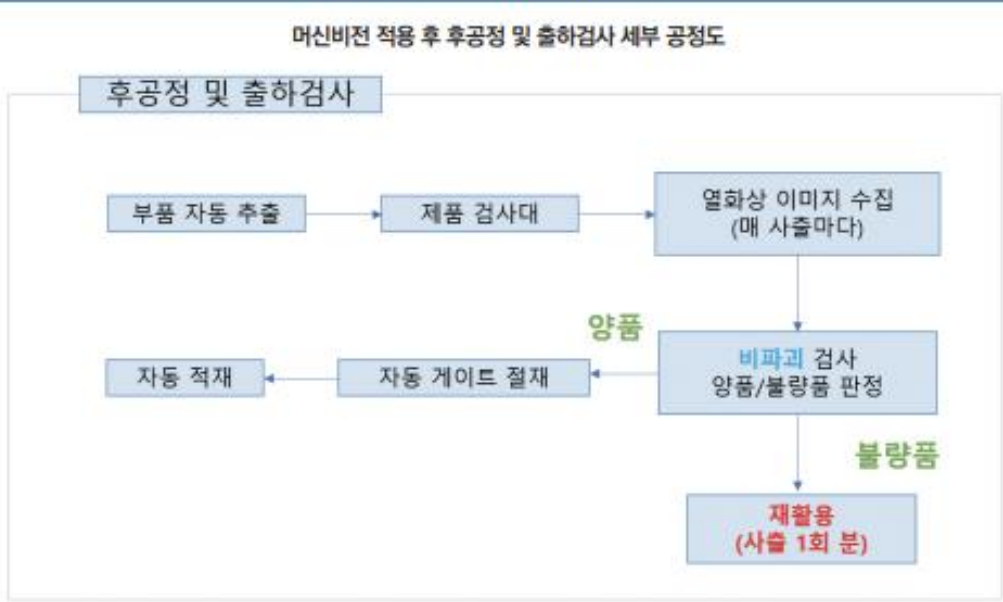 머신비전 적용 후 후공정 및 출하검사 세부 공정도
후공정 및 출하검사
부품 자동 추출
제품 검사대
열화상 이미지 수집
(매 사출마다)
양품
비파괴 검사
양품/불량품 판정
자동 게이트 절재
자동 적재
불량품
재활용
(사출 1회 분)